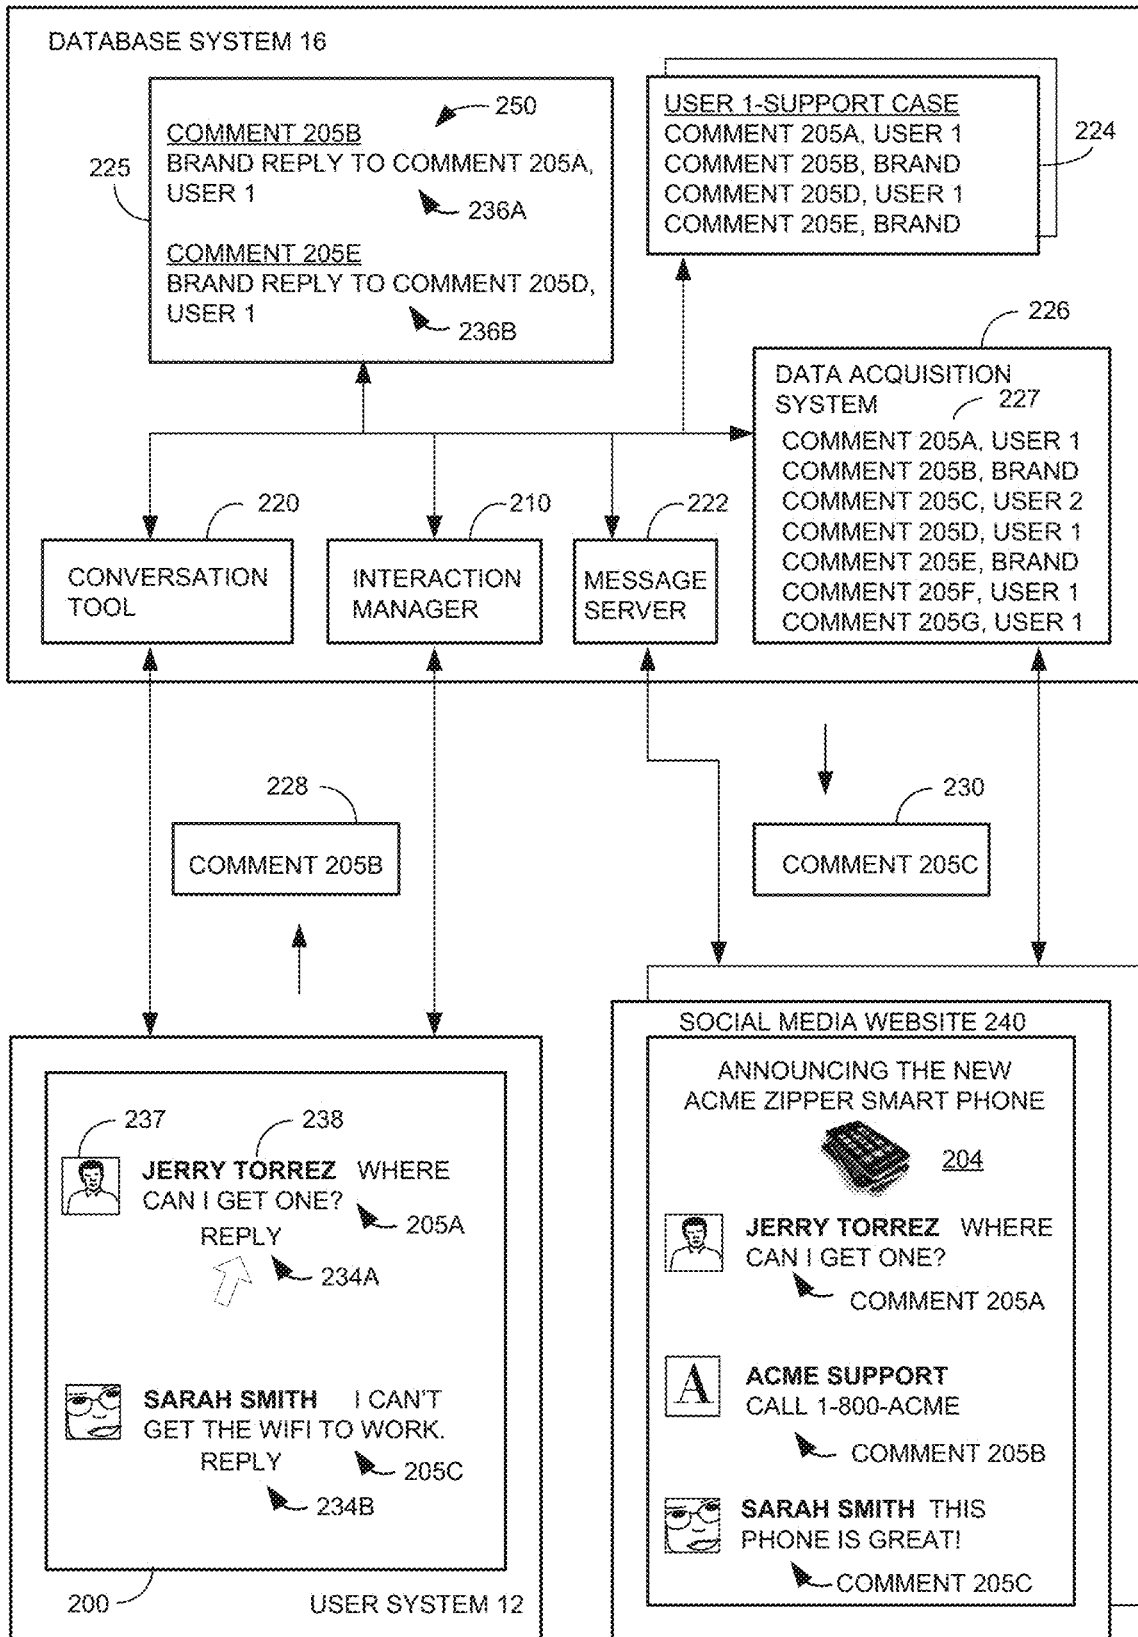 DATABASE SYSTEM 16
250
COMMENT 205B
BRAND REPLY TO COMMENT 205A,
USER 1
236A
COMMENT 205E
BRAND REPLY TO COMMENT 205D,
USER 1
236B
225
USER 1-SUPPORT CASE
COMMENT 205A, USER 1
COMMENT 205B, BRAND
COMMENT 205D, USER 1
COMMENT 205E, BRAND
224
226
DATA ACQUISITION
SYSTEM
227
COMMENT 205A, USER 1
COMMENT 205B, BRAND
COMMENT 205C, USER 2
COMMENT 205D, USER 1
COMMENT 205E, BRAND
COMMENT 205F, USER 1
COMMENT 205G, USER 1
220
CONVERSATION
TOOL
210
INTERACTION
MANAGER
222
MESSAGE
SERVER
228
COMMENT 205B
230
COMMENT 205C
237
238
JERRY TORREZ WHERE
CAN I GET ONE?
205A
REPLY
234A
SARAH SMITH I CAN'T
GET THE WIFI TO WORK.
REPLY
205C
234B
200
USER SYSTEM 12
SOCIAL MEDIA WEBSITE 240
ANNOUNCING THE NEW
ACME ZIPPER SMART PHONE
204
JERRY TORREZ WHERE
CAN I GET ONE?
COMMENT 205A
A
ACME SUPPORT
CALL 1-800-ACME
COMMENT 205B
SARAH SMITH THIS
PHONE IS GREAT!
COMMENT 205C